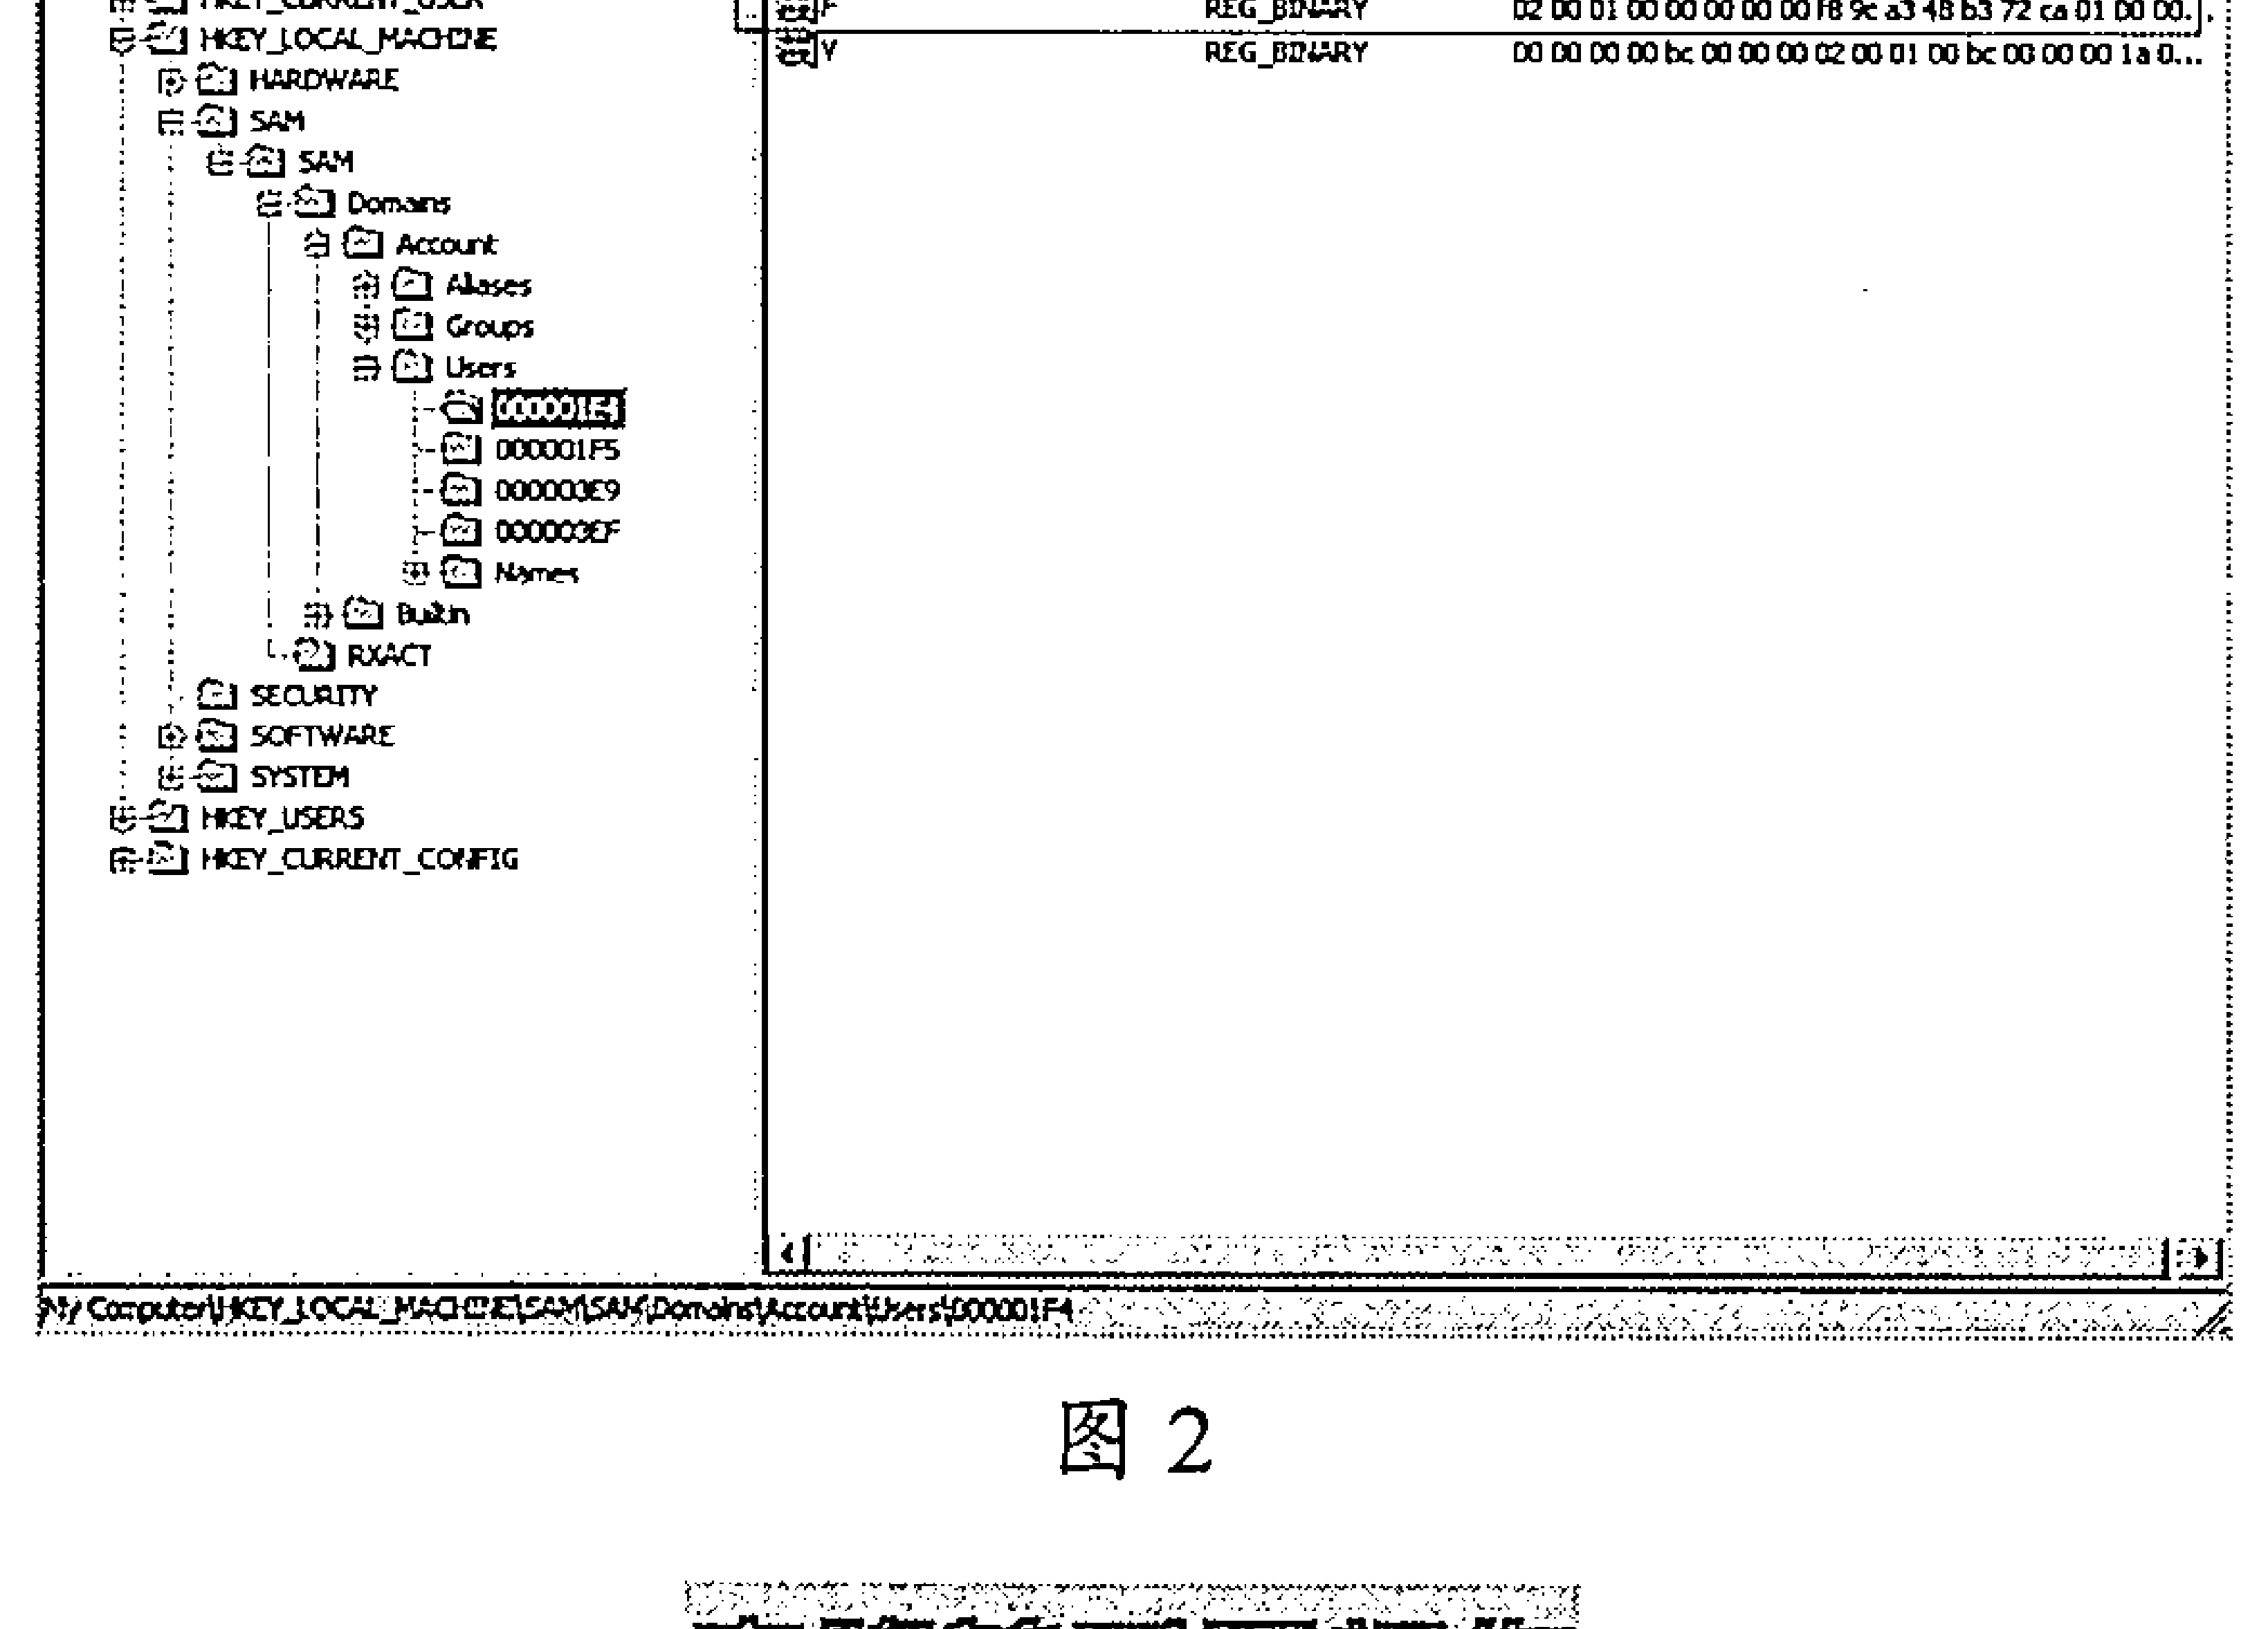 HKEY_CURRENT_USER
F REG_BINARY 02 00 01 00 00 00 00 00 f8 9c a3 48 b3 72 ca 01 00 00...
HKEY_LOCAL_MACHINE
V REG_BINARY 00 00 00 00 bc 00 00 00 02 00 01 00 bc 00 00 00 1a 0...
HARDWARE
SAM
SAM
Domains
Account
Aliases
Groups
Users
000001F4
000001F5
000003E9
000003EF
Names
Builtin
RXACT
SECURITY
SOFTWARE
SYSTEM
HKEY_USERS
HKEY_CURRENT_CONFIG
My Computer\HKEY_LOCAL_MACHINE\SAM\SAM\Domains\Account\Users\000001F4
图 2